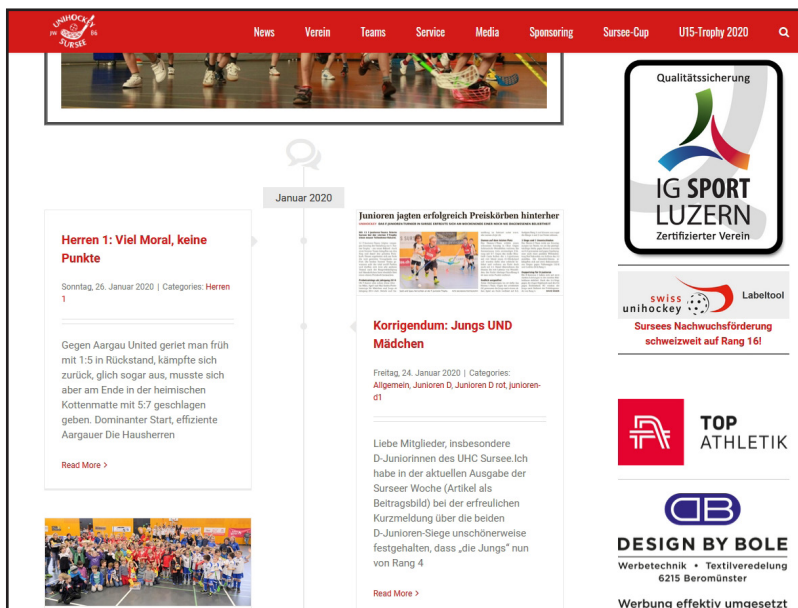 UNIHOCKEY
JW 86
SURSEE
News Verein Teams Service Media Sponsoring Sursee-Cup U15-Trophy 2020
Januar 2020
Herren 1: Viel Moral, keine
Punkte
Sonntag, 26. Januar 2020 | Categories: Herren
1
Gegen Aargau United geriet man früh
mit 1:5 in Rückstand, kämpfte sich
zurück, glich sogar aus, musste sich
aber am Ende in der heimischen
Kottenmatte mit 5:7 geschlagen
geben. Dominanter Start, effiziente
Aargauer Die Hausherren
Read More >
Junioren jagten erfolgreich Preiskörben hinterher
Korrigendum: Jungs UND
Mädchen
Freitag, 24. Januar 2020 | Categories:
Allgemein, Junioren D, Junioren D rot, junioren-
d1
Liebe Mitglieder, insbesondere
D-Juniorinnen des UHC Sursee.Ich
habe in der aktuellen Ausgabe der
Surseer Woche (Artikel als
Beitragsbild) bei der erfreulichen
Kurzmeldung über die beiden
D-Junioren-Siege unschönerweise
festgehalten, dass „die Jungs" nun
von Rang 4
Read More >
Qualitätssicherung
IG SPORT
LUZERN
Zertifizierter Verein
swiss
unihockey
Labeltool
Sursees Nachwuchsförderung
schweizweit auf Rang 16!
TOP
ATHLETIK
DB
DESIGN BY BOLE
Werbetechnik • Textilveredelung
6215 Beromünster
Werbung effektiv umgesetzt